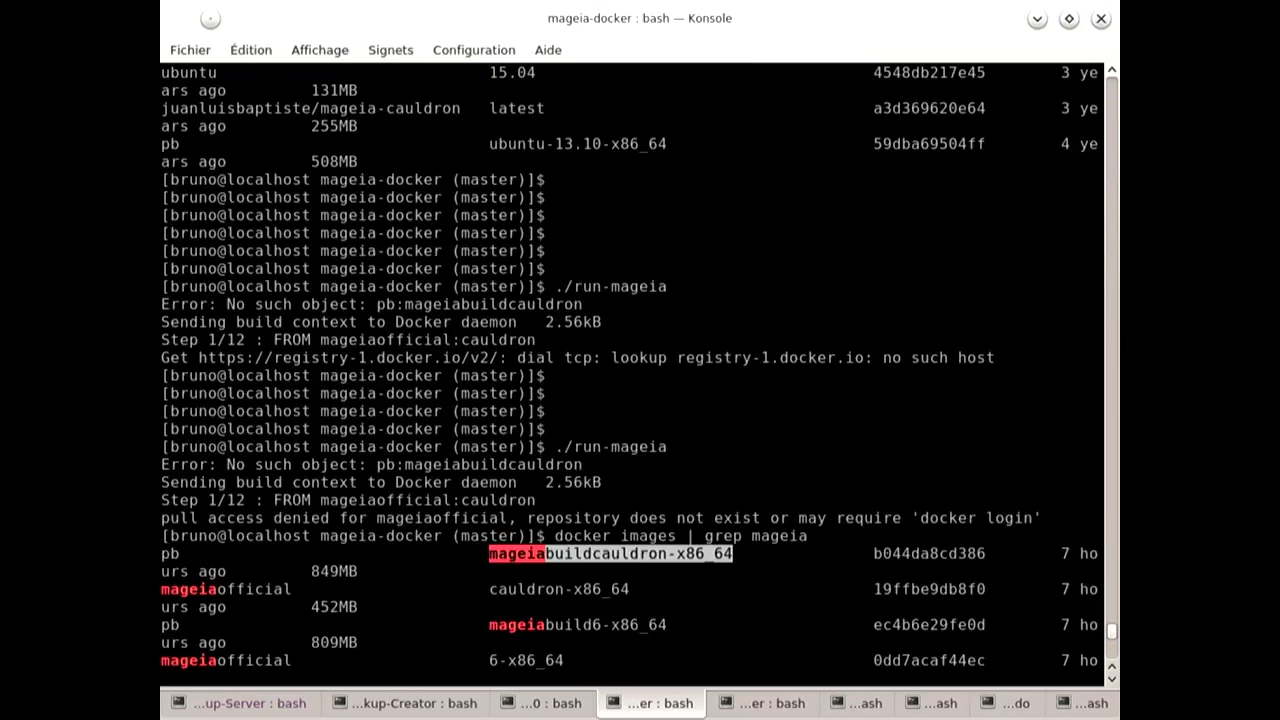 mageia-docker : bash — Konsole
Fichier Édition Affichage Signets Configuration Aide
ubuntu 15.04 4548db217e45 3 ye
ars ago 131MB
juanluisbaptiste/mageia-cauldron latest a3d369620e64 3 ye
ars ago 255MB
pb ubuntu-13.10-x86_64 59dba69504ff 4 ye
ars ago 508MB
[bruno@localhost mageia-docker (master)]$
[bruno@localhost mageia-docker (master)]$
[bruno@localhost mageia-docker (master)]$
[bruno@localhost mageia-docker (master)]$
[bruno@localhost mageia-docker (master)]$
[bruno@localhost mageia-docker (master)]$
[bruno@localhost mageia-docker (master)]$ ./run-mageia
Error: No such object: pb:mageiabuildcauldron
Sending build context to Docker daemon 2.56kB
Step 1/12 : FROM mageiaofficial:cauldron
Get https://registry-1.docker.io/v2/: dial tcp: lookup registry-1.docker.io: no such host
[bruno@localhost mageia-docker (master)]$
[bruno@localhost mageia-docker (master)]$
[bruno@localhost mageia-docker (master)]$
[bruno@localhost mageia-docker (master)]$
[bruno@localhost mageia-docker (master)]$ ./run-mageia
Error: No such object: pb:mageiabuildcauldron
Sending build context to Docker daemon 2.56kB
Step 1/12 : FROM mageiaofficial:cauldron
pull access denied for mageiaofficial, repository does not exist or may require 'docker login'
[bruno@localhost mageia-docker (master)]$ docker images | grep mageia
pb mageiabuildcauldron-x86_64 b044da8cd386 7 ho
urs ago 849MB
mageiaofficial cauldron-x86_64 19ffbe9db8f0 7 ho
urs ago 452MB
pb mageiabuild6-x86_64 ec4b6e29fe0d 7 ho
urs ago 809MB
mageiaofficial 6-x86_64 0dd7acaf44ec 7 ho
...up-Server : bash ...kup-Creator : bash ...0 : bash ...er : bash ...er : bash ...ash ...ash ...do ...ash